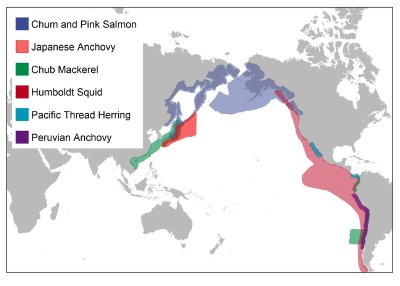 Chum and Pink Salmon
Japanese Anchovy
Chub Mackerel
Humboldt Squid
Pacific Thread Herring
Peruvian Anchovy